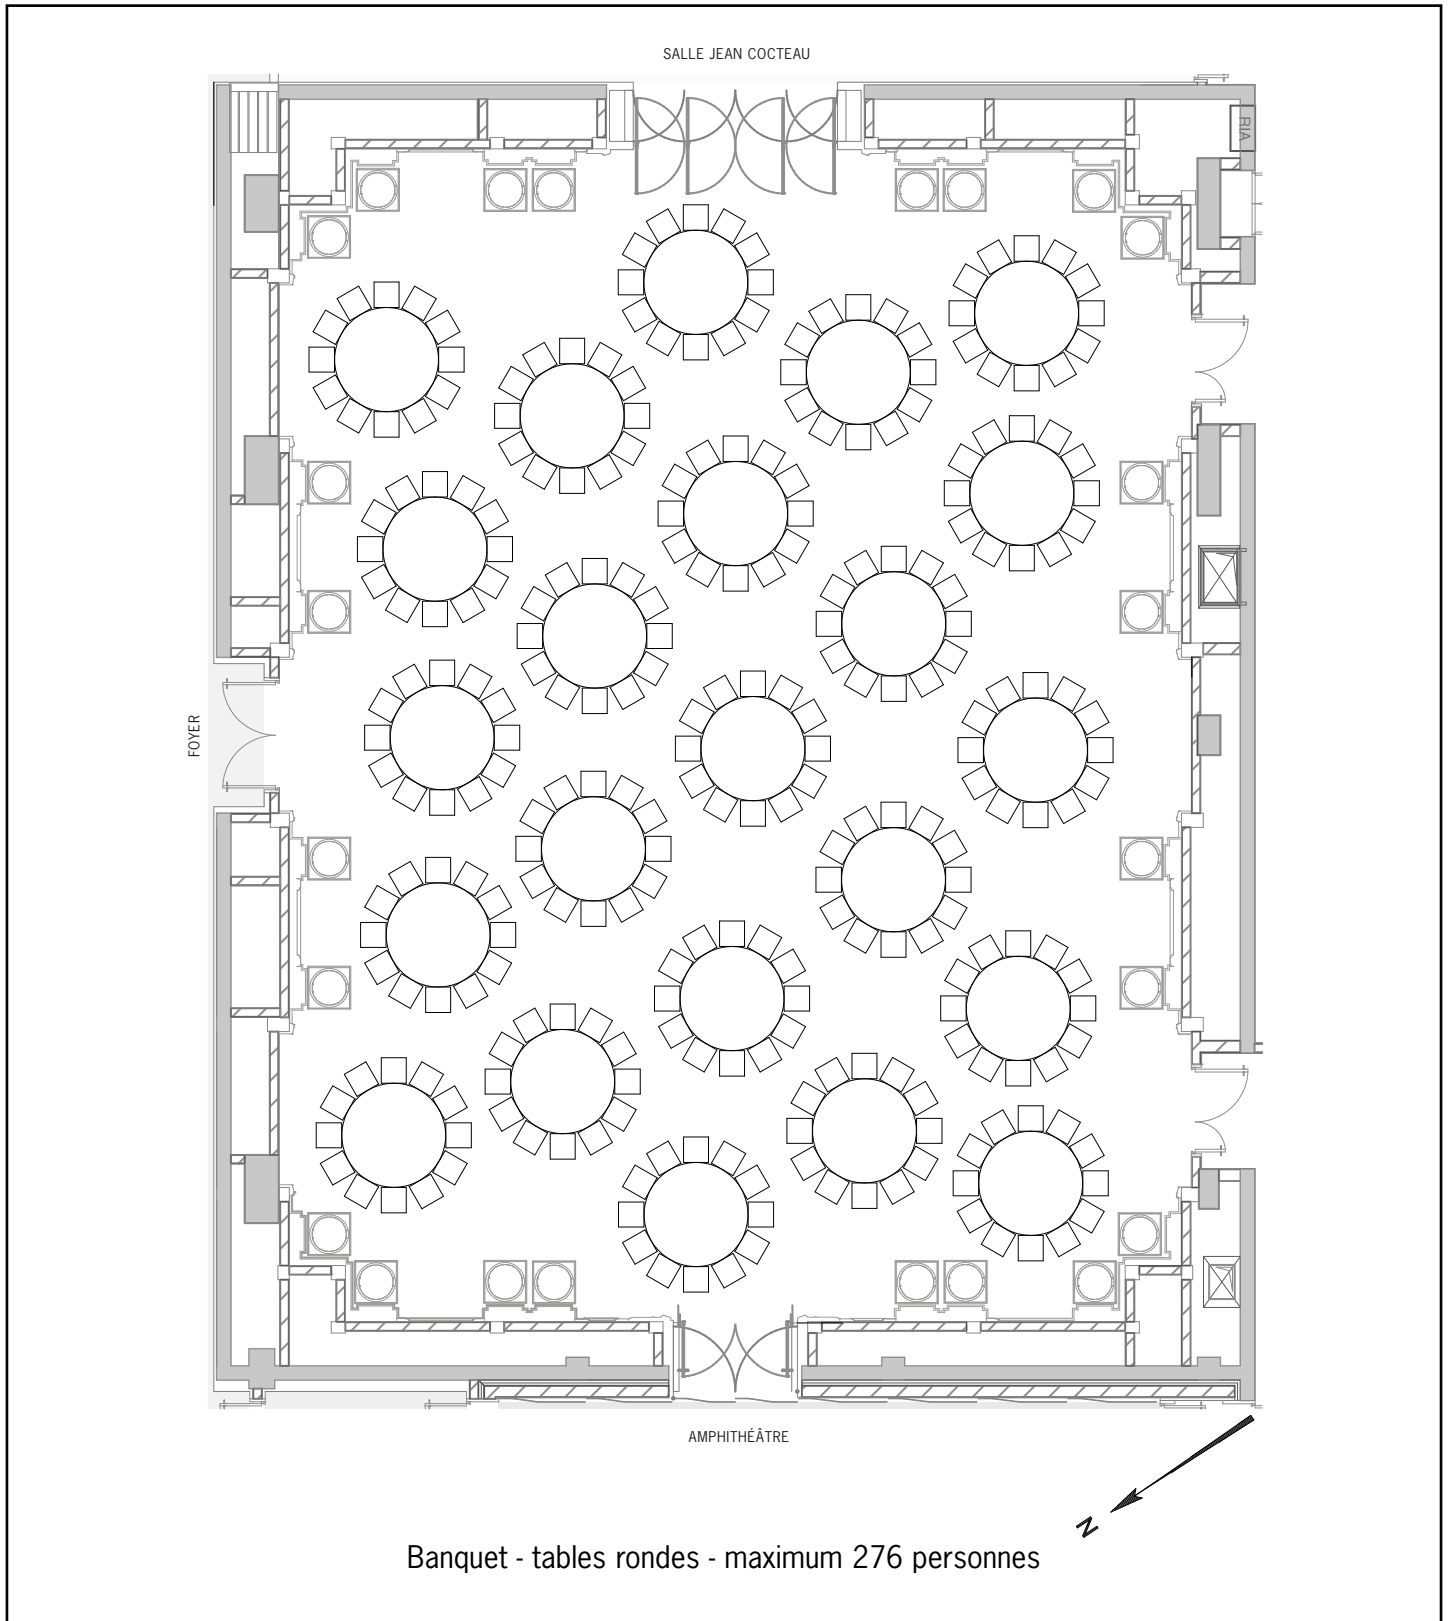 SALLE JEAN COCTEAU
RIA
FOYER
AMPHITHÉÂTRE
N
Banquet - tables rondes - maximum 276 personnes